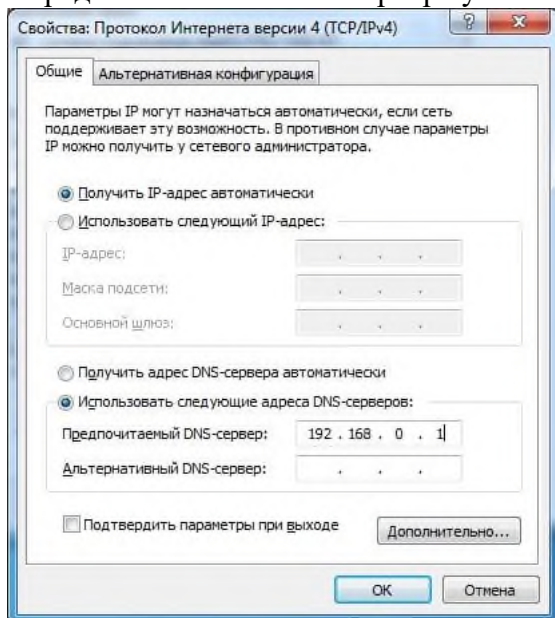 Свойства: Протокол Интернета версии 4 (TCP/IPv4)
Общие Альтернативная конфигурация
Параметры IP могут назначаться автоматически, если сеть
поддерживает эту возможность. В противном случае параметры
IP можно получить у сетевого администратора.
Получить IP-адрес автоматически
Использовать следующий IP-адрес:
IP-адрес: . . .
Маска подсети: . . .
Основной шлюз: . . .
Получить адрес DNS-сервера автоматически
Использовать следующие адреса DNS-серверов:
Предпочитаемый DNS-сервер: 192 . 168 . 0 . 1
Альтернативный DNS-сервер: . . .
Подтвердить параметры при выходе Дополнительно...
ОК Отмена